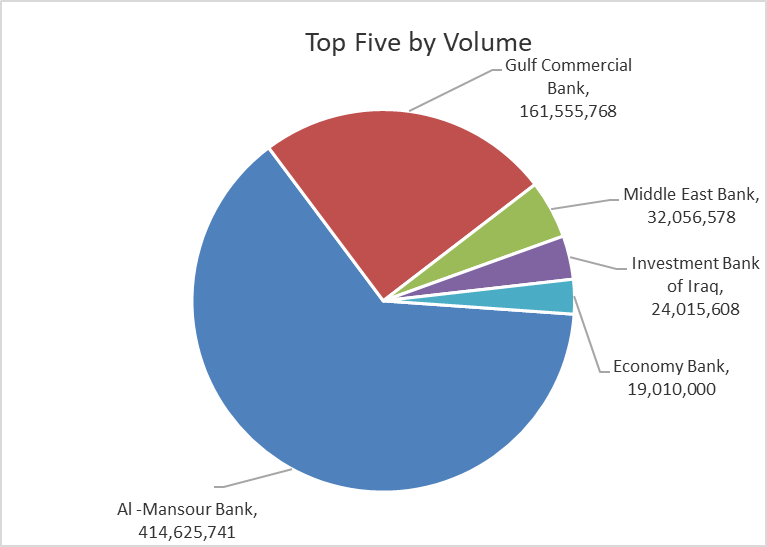 Top Five by Volume
Gulf Commercial
Bank,
161,555,768
Middle East Bank,
32,056,578
Investment Bank
of Iraq,
24,015,608
Economy Bank,
19,010,000
Al -Mansour Bank,
414,625,741